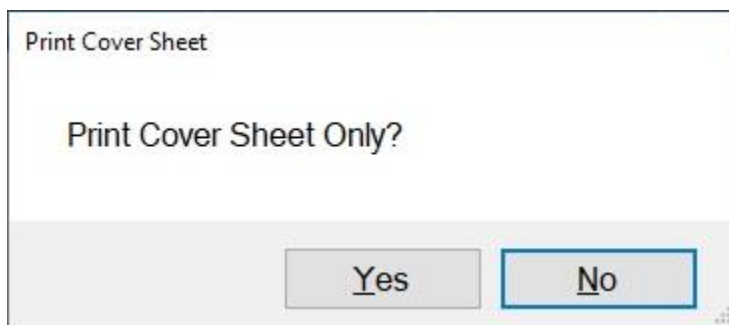 Print Cover Sheet
Print Cover Sheet Only?
Yes No